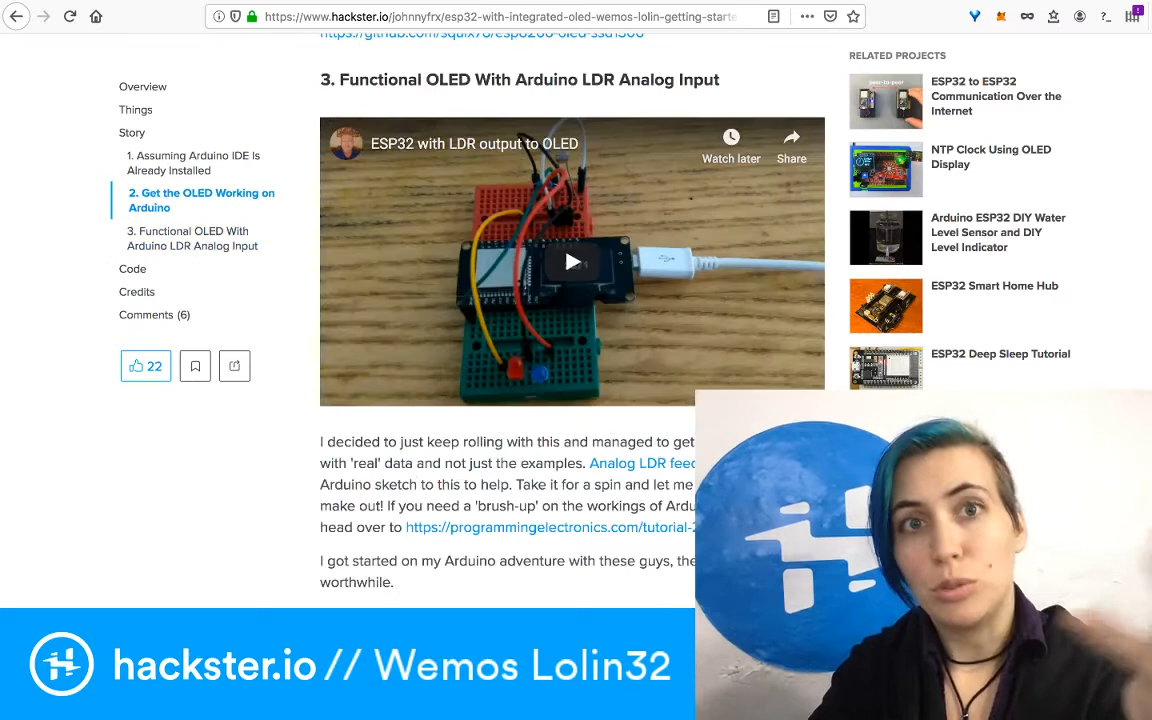 https://www.hackster.io/johnnyfrx/esp32-with-integrated-oled-wemos-lolin-getting-starte
https://github.com/squix78/esp8266-oled-ssd1306
Overview
Things
Story
1. Assuming Arduino IDE Is
Already Installed
2. Get the OLED Working on
Arduino
3. Functional OLED With
Arduino LDR Analog Input
Code
Credits
Comments (6)
22
3. Functional OLED With Arduino LDR Analog Input
ESP32 with LDR output to OLED
Watch later
Share
I decided to just keep rolling with this and managed to get
with 'real' data and not just the examples. Analog LDR feed
Arduino sketch to this to help. Take it for a spin and let me
make out! If you need a 'brush-up' on the workings of Ardu
head over to https://programmingelectronics.com/tutorial-
I got started on my Arduino adventure with these guys, the
worthwhile.
RELATED PROJECTS
ESP32 to ESP32
Communication Over the
Internet
NTP Clock Using OLED
Display
Arduino ESP32 DIY Water
Level Sensor and DIY
Level Indicator
ESP32 Smart Home Hub
ESP32 Deep Sleep Tutorial
hackster.io // Wemos Lolin32